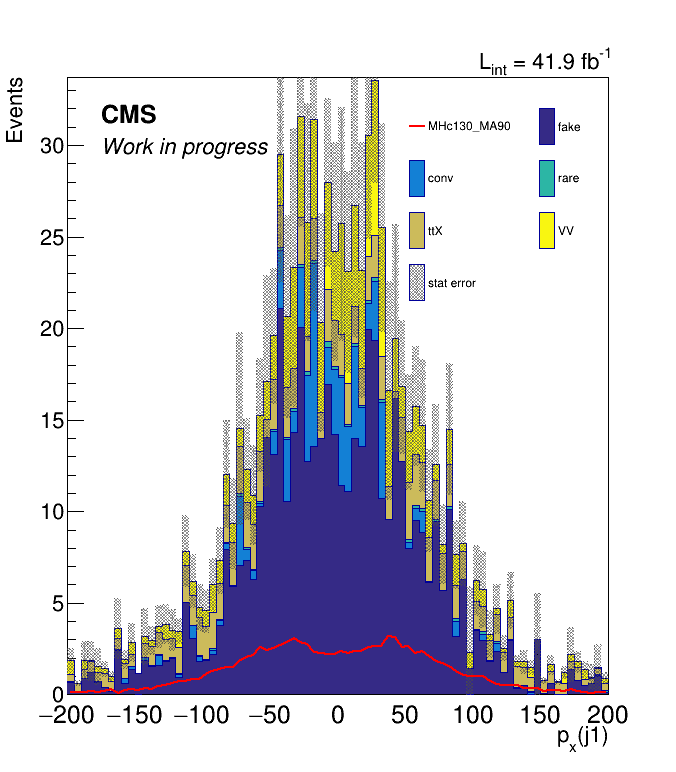 L_int = 41.9 fb^-1
Events
CMS
Work in progress
MHc130_MA90
fake
conv
rare
ttX
VV
stat error
30
25
20
15
10
5
0
−200 −150 −100 −50 0 50 100 150 200
p_x(j1)